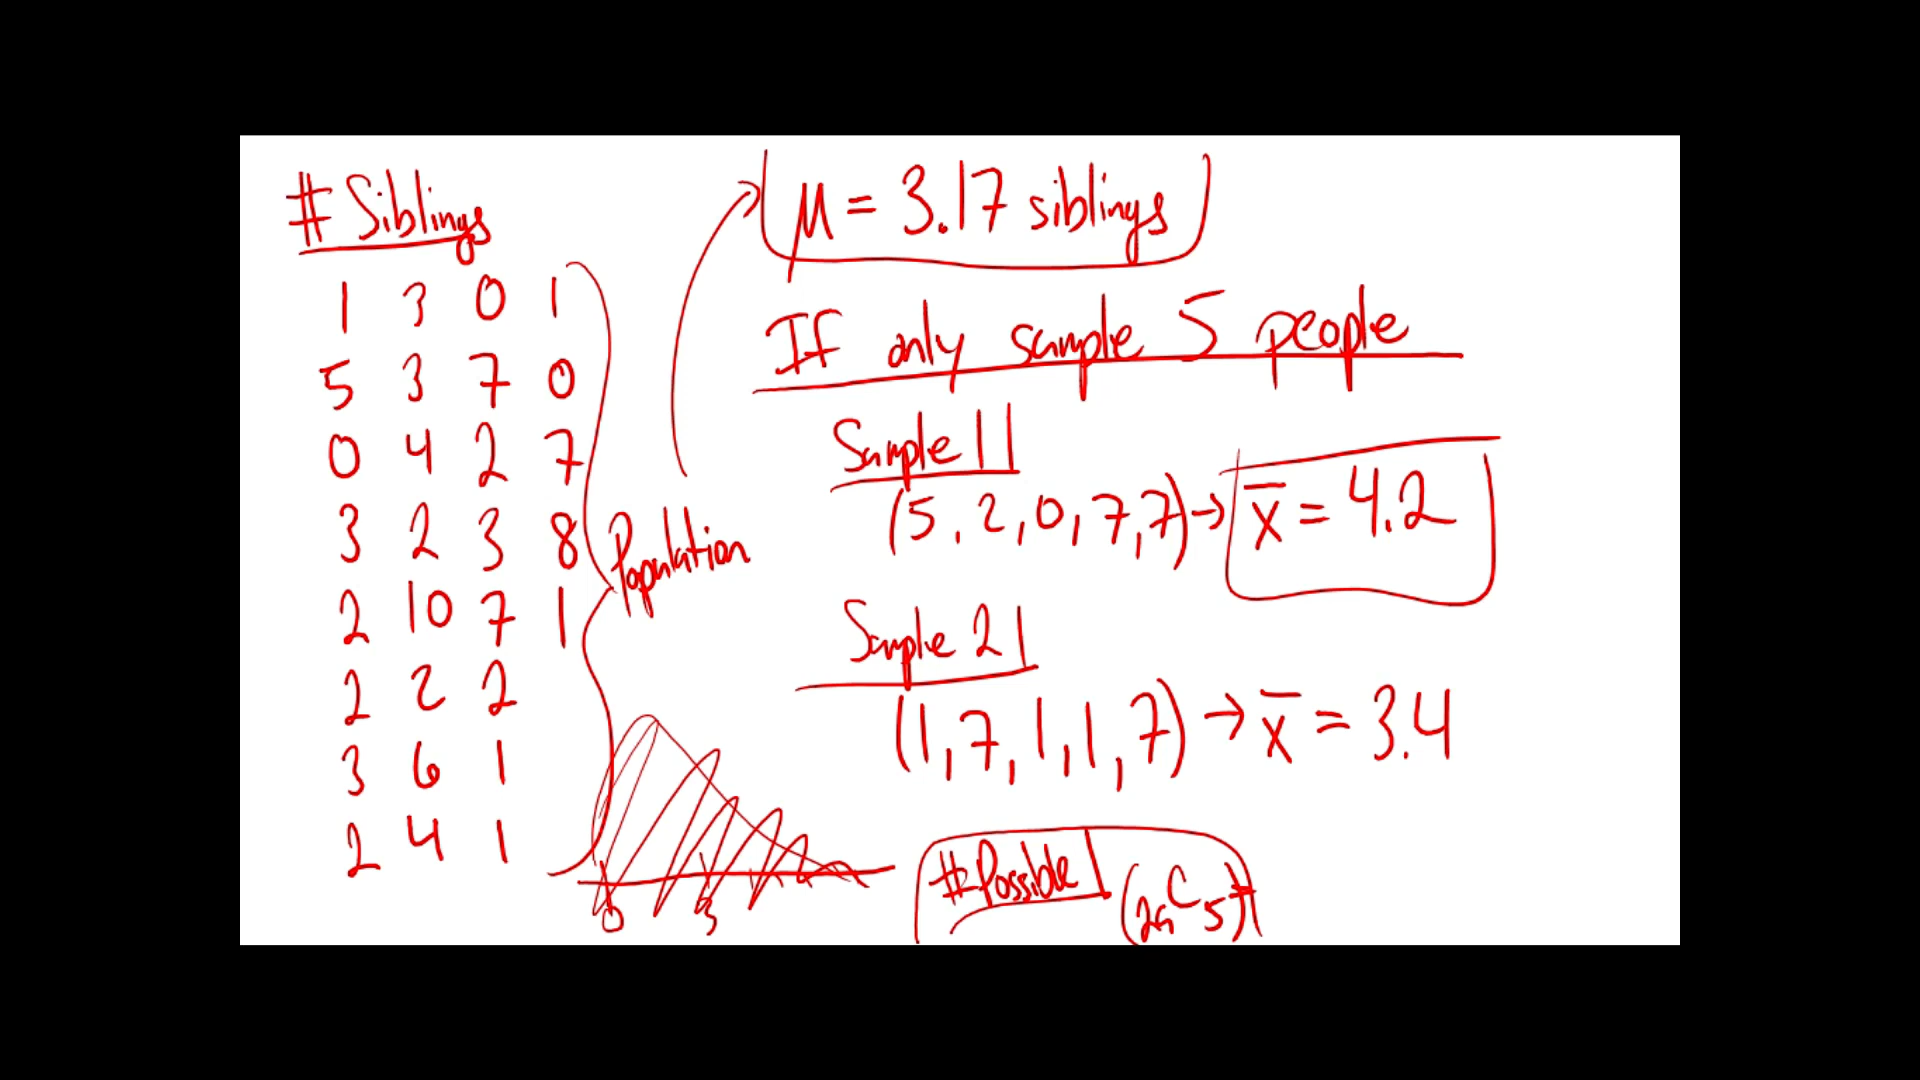 # Siblings
1 3 0 1
5 3 7 0
0 4 2 7
3 2 3 8
2 10 7 1
2 2 2
3 6 1
2 4 1
Population
0 3
μ = 3.17 siblings
If only sample 5 people
Sample 1
(5, 2, 0, 7, 7) → x̄ = 4.2
Sample 2
(1, 7, 1, 1, 7) → x̄ = 3.4
# Possible
(29C5) =